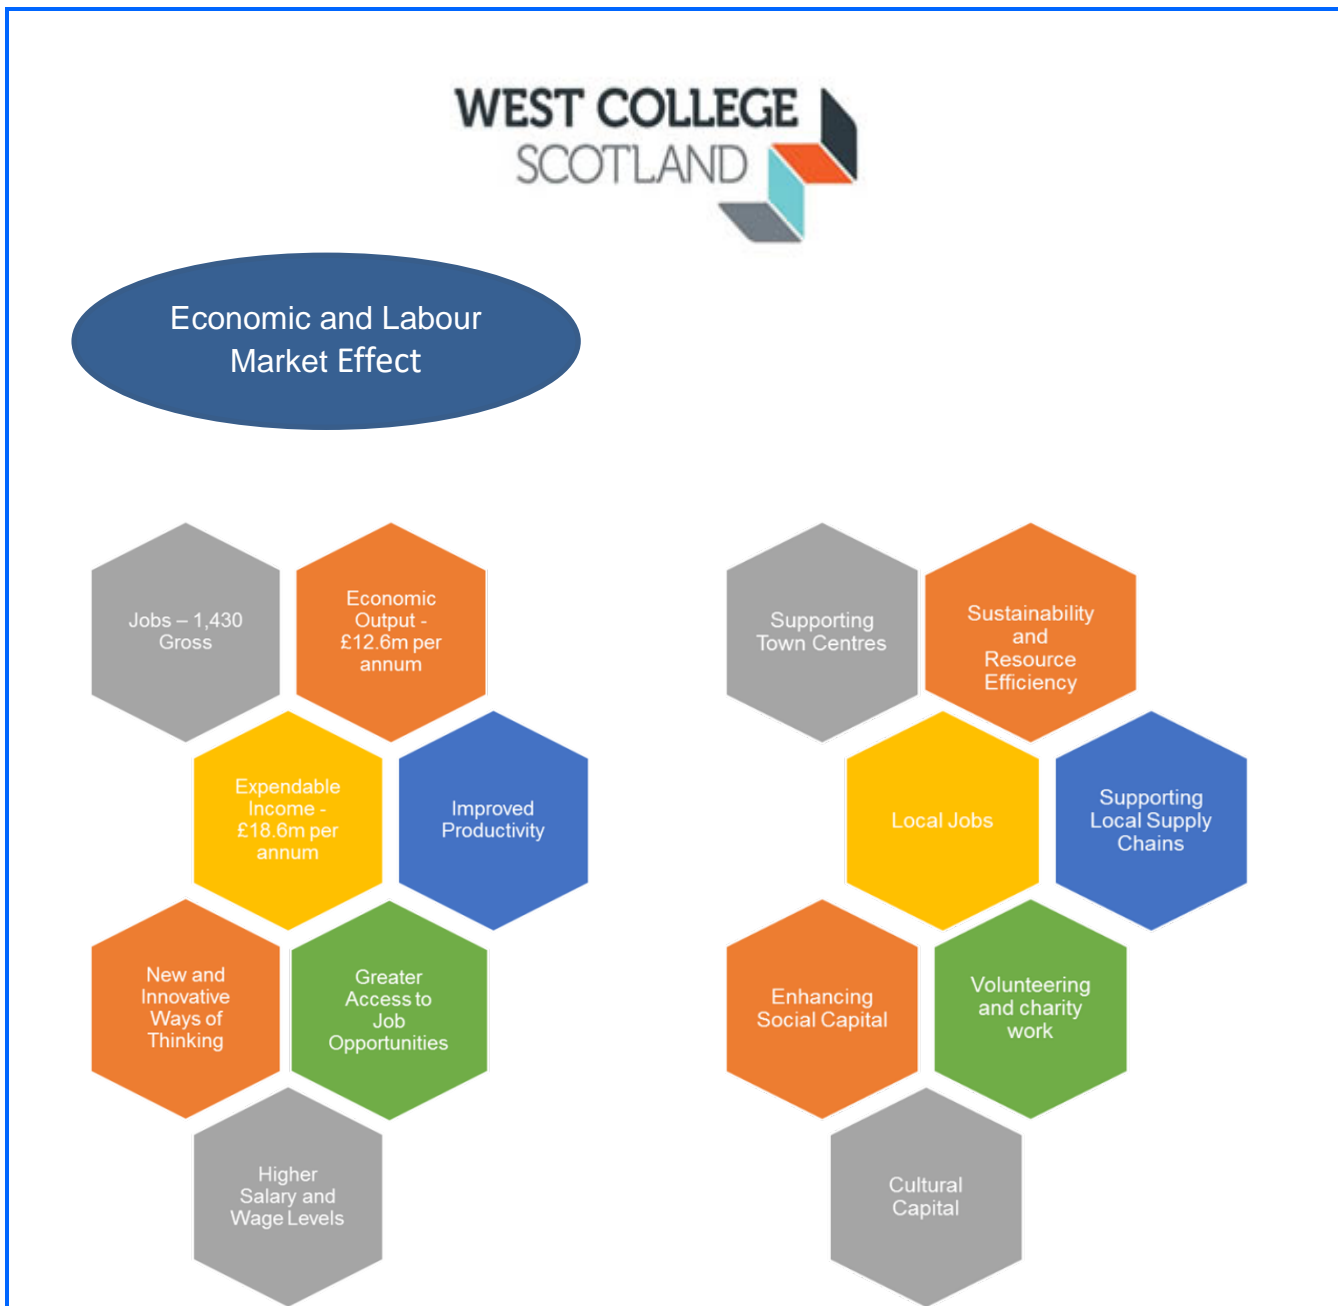 WEST COLLEGE
SCOTLAND
Economic and Labour
Market Effect
Jobs – 1,430
Gross
Economic
Output -
£12.6m per
annum
Expendable
Income -
£18.6m per
annum
Improved
Productivity
New and
Innovative
Ways of
Thinking
Greater
Access to
Job
Opportunities
Higher
Salary and
Wage Levels
Supporting
Town Centres
Sustainability
and
Resource
Efficiency
Local Jobs
Supporting
Local Supply
Chains
Enhancing
Social Capital
Volunteering
and charity
work
Cultural
Capital